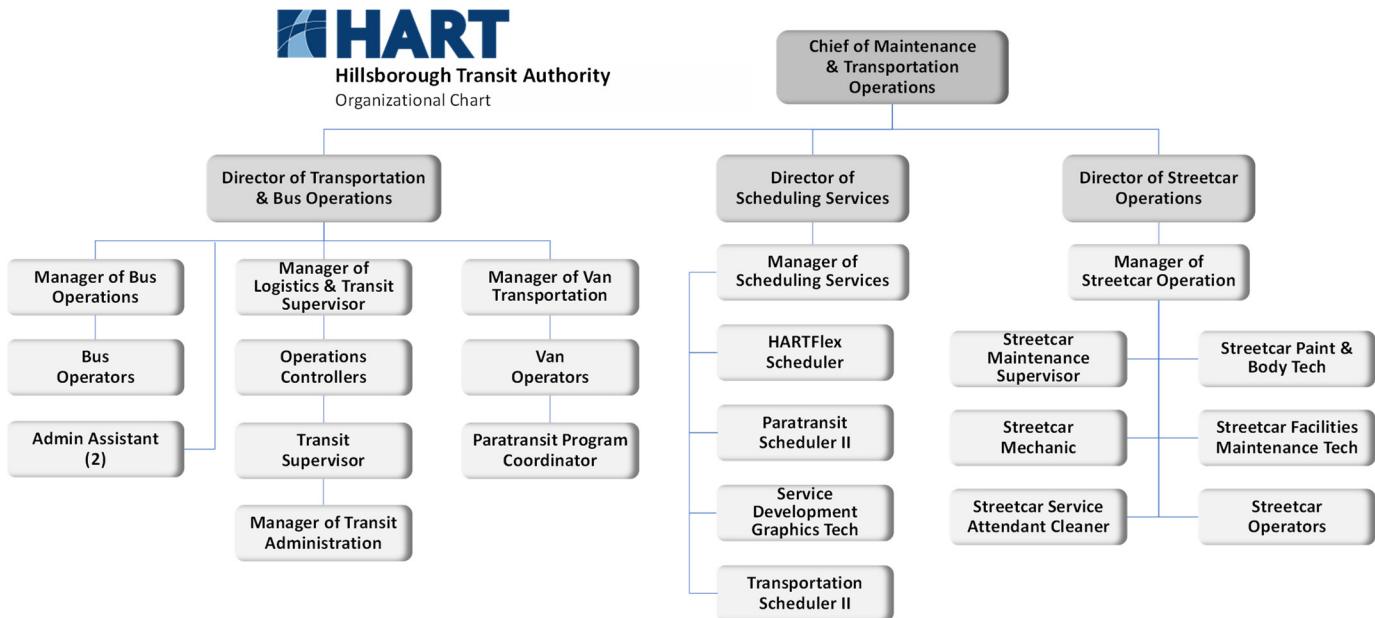 HART
Hillsborough Transit Authority
Organizational Chart
Chief of Maintenance
& Transportation
Operations
Director of Transportation
& Bus Operations
Director of
Scheduling Services
Director of Streetcar
Operations
Manager of Bus
Operations
Manager of
Logistics & Transit
Supervisor
Manager of Van
Transportation
Manager of
Scheduling Services
Manager of
Streetcar Operation
Bus
Operators
Operations
Controllers
Van
Operators
HARTFlex
Scheduler
Streetcar
Maintenance
Supervisor
Streetcar Paint &
Body Tech
Admin Assistant
(2)
Transit
Supervisor
Paratransit Program
Coordinator
Paratransit
Scheduler II
Streetcar
Mechanic
Streetcar Facilities
Maintenance Tech
Manager of Transit
Administration
Service
Development
Graphics Tech
Streetcar Service
Attendant Cleaner
Streetcar
Operators
Transportation
Scheduler II